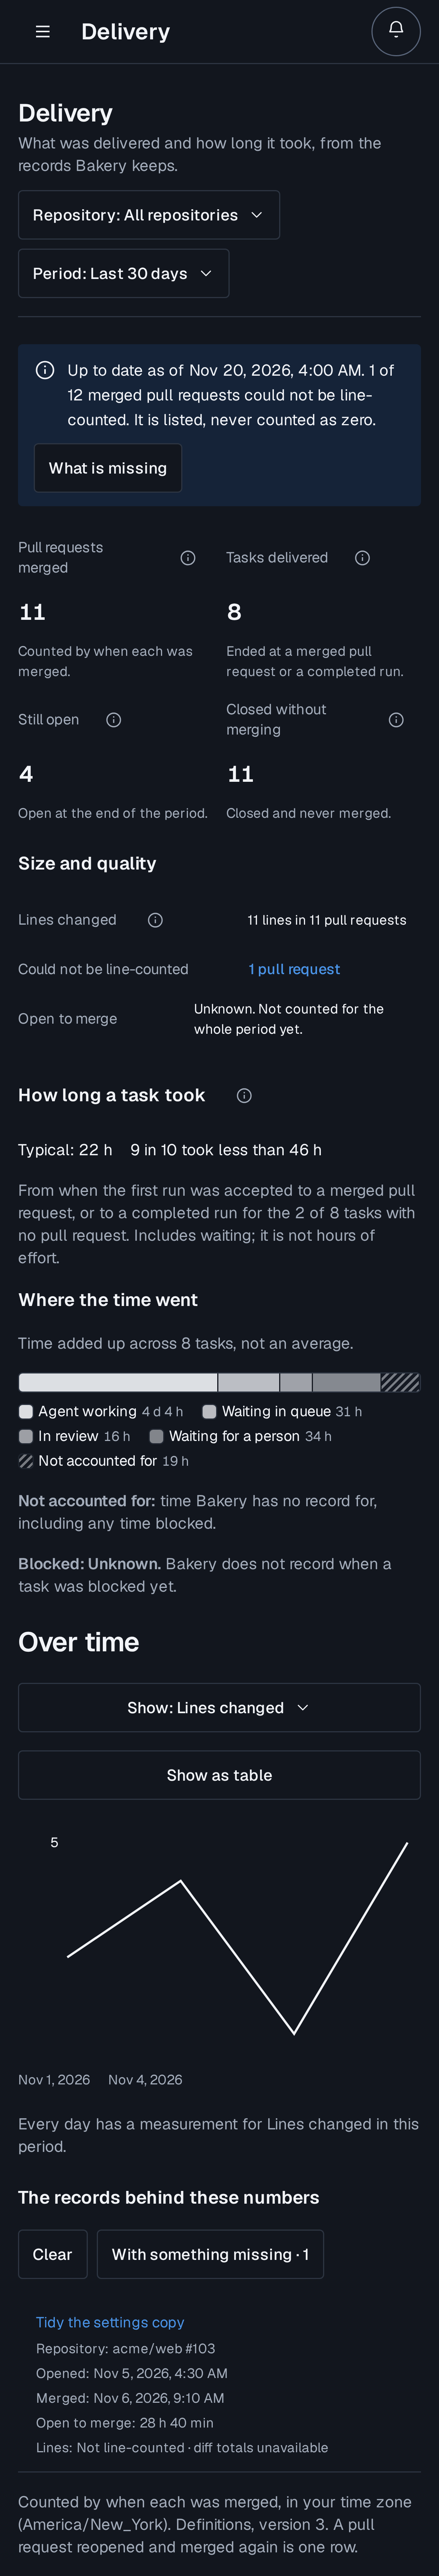 Delivery
Delivery
What was delivered and how long it took, from the
records Bakery keeps.
Repository: All repositories
Period: Last 30 days
Up to date as of Nov 20, 2026, 4:00 AM. 1 of
12 merged pull requests could not be line-
counted. It is listed, never counted as zero.
What is missing
Pull requests
merged
11
Counted by when each was
merged.
Tasks delivered
8
Ended at a merged pull
request or a completed run.
Still open
4
Open at the end of the period.
Closed without
merging
11
Closed and never merged.
Size and quality
Lines changed
11 lines in 11 pull requests
Could not be line-counted
1 pull request
Open to merge
Unknown. Not counted for the
whole period yet.
How long a task took
Typical: 22 h 9 in 10 took less than 46 h
From when the first run was accepted to a merged pull
request, or to a completed run for the 2 of 8 tasks with
no pull request. Includes waiting; it is not hours of
effort.
Where the time went
Time added up across 8 tasks, not an average.
Agent working 4 d 4 h Waiting in queue 31 h
In review 16 h Waiting for a person 34 h
Not accounted for 19 h
Not accounted for: time Bakery has no record for,
including any time blocked.
Blocked: Unknown. Bakery does not record when a
task was blocked yet.
Over time
Show: Lines changed
Show as table
5
Nov 1, 2026 Nov 4, 2026
Every day has a measurement for Lines changed in this
period.
The records behind these numbers
Clear
With something missing · 1
Tidy the settings copy
Repository: acme/web #103
Opened: Nov 5, 2026, 4:30 AM
Merged: Nov 6, 2026, 9:10 AM
Open to merge: 28 h 40 min
Lines: Not line-counted · diff totals unavailable
Counted by when each was merged, in your time zone
(America/New_York). Definitions, version 3. A pull
request reopened and merged again is one row.